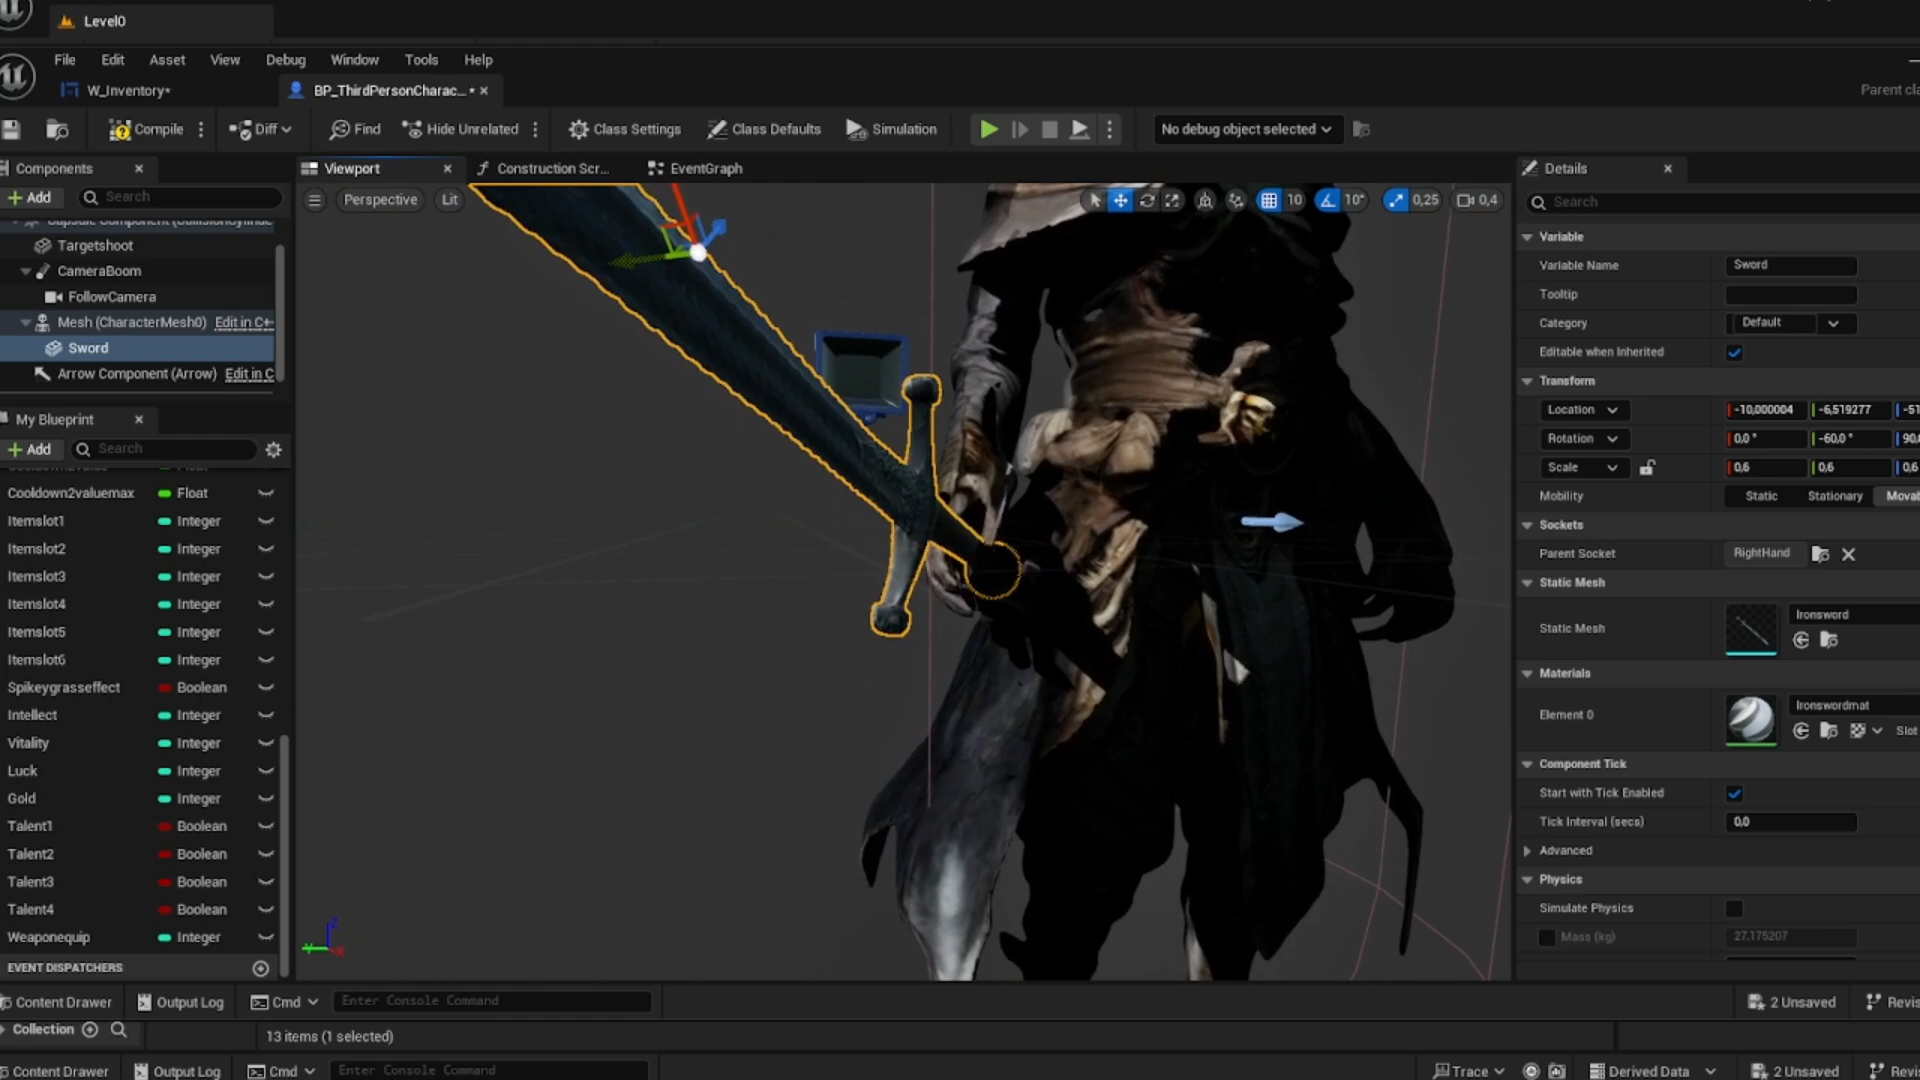 Level0
File Edit Asset View Debug Window Tools Help
W_Inventory* BP_ThirdPersonCharac... •
Parent cla
Compile Diff Find Hide Unrelated Class Settings Class Defaults Simulation No debug object selected
Components Viewport Construction Scr... EventGraph Details
Add Search Perspective Lit 10 10° 0,25 0,4 Search
Targetshoot
CameraBoom
FollowCamera
Mesh (CharacterMesh0) Edit in C+
Sword
Arrow Component (Arrow) Edit in C
My Blueprint
Add Search
Cooldown2valuemax Float
Itemslot1 Integer
Itemslot2 Integer
Itemslot3 Integer
Itemslot4 Integer
Itemslot5 Integer
Itemslot6 Integer
Spikeygrasseffect Boolean
Intellect Integer
Vitality Integer
Luck Integer
Gold Integer
Talent1 Boolean
Talent2 Boolean
Talent3 Boolean
Talent4 Boolean
Weaponequip Integer
EVENT DISPATCHERS
z
Y x
Variable
Variable Name Sword
Tooltip
Category Default
Editable when Inherited
Transform
Location -10,000004 -6,519277 -51
Rotation 0,0 ° -60,0 ° 90,
Scale 0,6 0,6 0,6
Mobility Static Stationary Movab
Sockets
Parent Socket RightHand
Static Mesh
Static Mesh Ironsword
Materials
Element 0 Ironswordmat
Slot
Component Tick
Start with Tick Enabled
Tick Interval (secs) 0,0
Advanced
Physics
Simulate Physics
Mass (kg) 27,175207
Content Drawer Output Log Cmd Enter Console Command 2 Unsaved Revis
Collection 13 items (1 selected)
Content Drawer Output Log Cmd Enter Console Command Trace Derived Data 2 Unsaved Revis